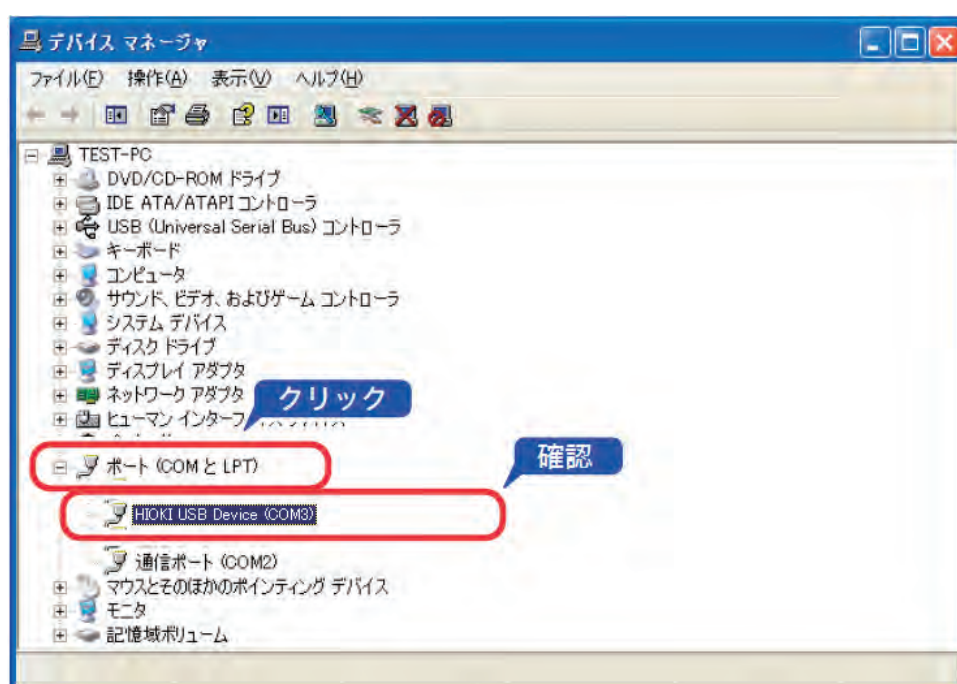 デバイス マネージャ
ファイル(F) 操作(A) 表示(V) ヘルプ(H)
TEST-PC
DVD/CD-ROM ドライブ
IDE ATA/ATAPI コントローラ
USB (Universal Serial Bus) コントローラ
キーボード
コンピュータ
サウンド、ビデオ、およびゲーム コントローラ
システム デバイス
ディスク ドライブ
ディスプレイ アダプタ
ネットワーク アダプタ
クリック
ヒューマン インターフ
ポート (COM と LPT)
確認
HIOKI USB Device (COM3)
通信ポート (COM2)
マウスとそのほかのポインティング デバイス
モニタ
記憶域ボリューム